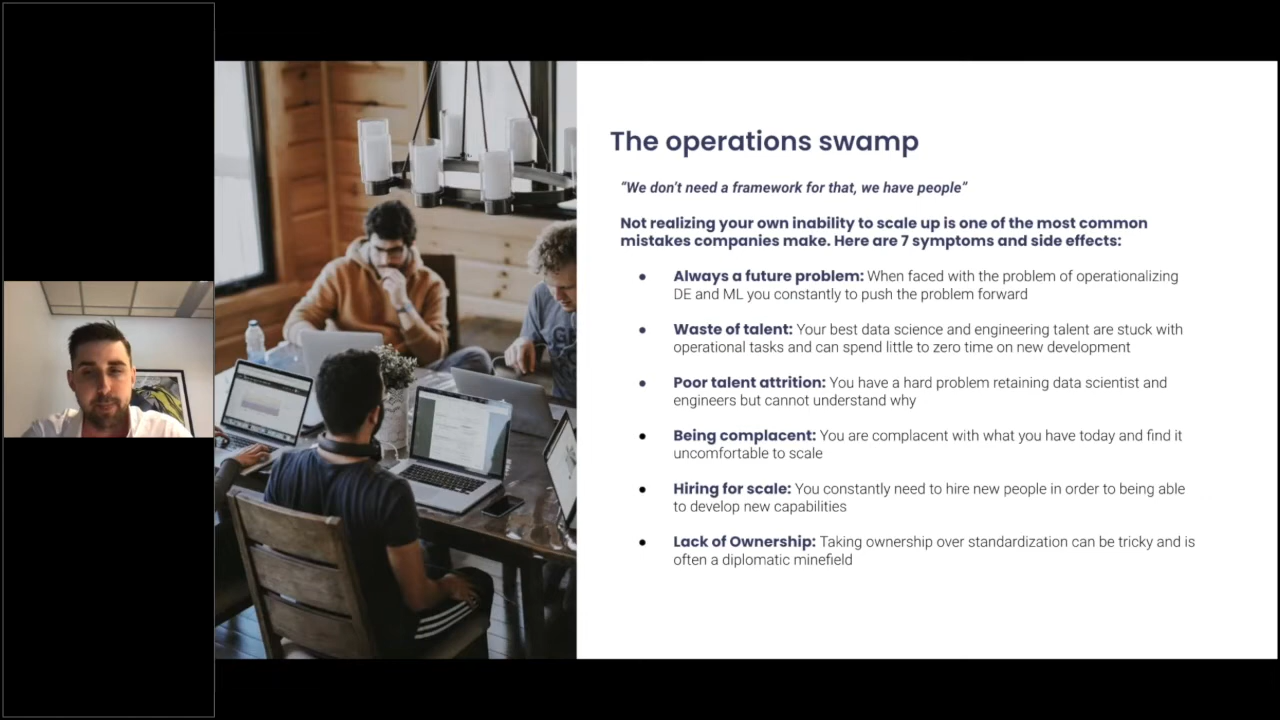 The operations swamp
“We don't need a framework for that, we have people”
Not realizing your own inability to scale up is one of the most common
mistakes companies make. Here are 7 symptoms and side effects:
● Always a future problem: When faced with the problem of operationalizing
DE and ML you constantly to push the problem forward
● Waste of talent: Your best data science and engineering talent are stuck with
operational tasks and can spend little to zero time on new development
● Poor talent attrition: You have a hard problem retaining data scientist and
engineers but cannot understand why
● Being complacent: You are complacent with what you have today and find it
uncomfortable to scale
● Hiring for scale: You constantly need to hire new people in order to being able
to develop new capabilities
● Lack of Ownership: Taking ownership over standardization can be tricky and is
often a diplomatic minefield